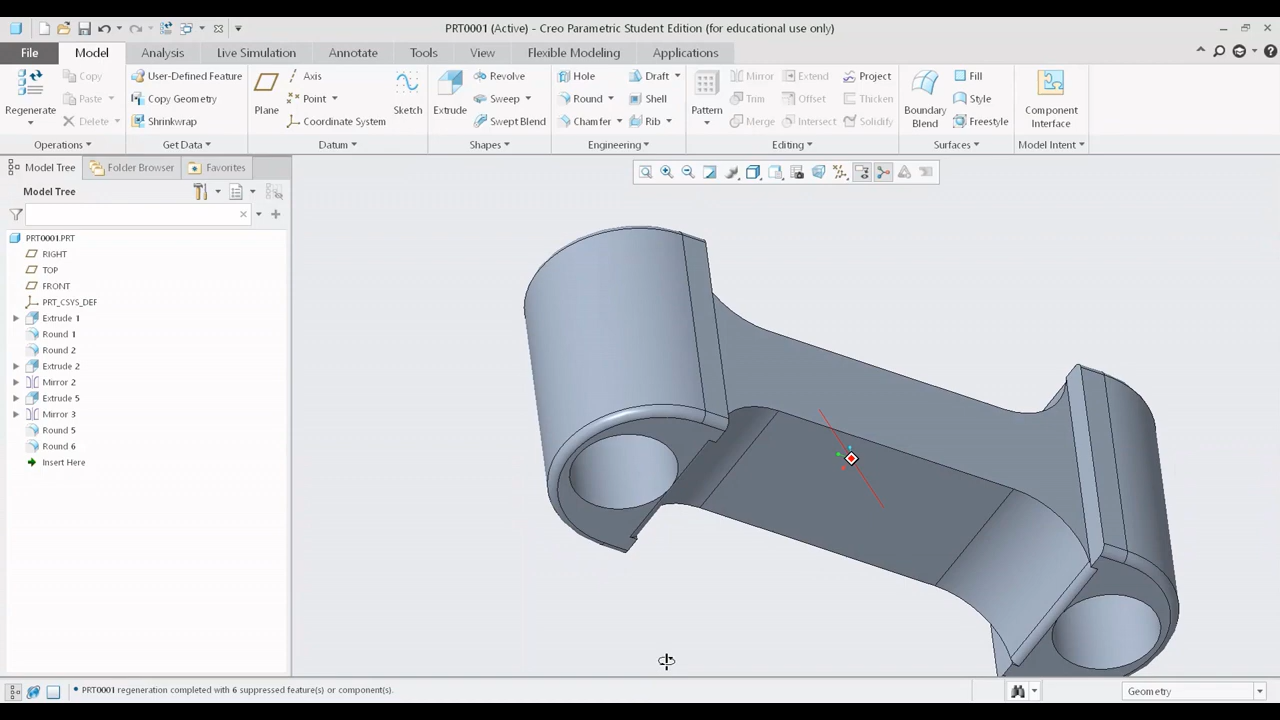 PRT0001 (Active) - Creo Parametric Student Edition (for educational use only)
File Model Analysis Live Simulation Annotate Tools View Flexible Modeling Applications
Regenerate
Copy
Paste
Delete
Operations
User-Defined Feature
Copy Geometry
Shrinkwrap
Get Data
Plane
Axis
Point
Coordinate System
Sketch
Datum
Extrude
Revolve
Sweep
Swept Blend
Shapes
Hole
Round
Chamfer
Draft
Shell
Rib
Engineering
Pattern
Mirror
Trim
Merge
Extend
Offset
Intersect
Project
Thicken
Solidify
Editing
Boundary
Blend
Fill
Style
Freestyle
Surfaces
Component
Interface
Model Intent
Model Tree Folder Browser Favorites
Model Tree
PRT0001.PRT
RIGHT
TOP
FRONT
PRT_CSYS_DEF
Extrude 1
Round 1
Round 2
Extrude 2
Mirror 2
Extrude 5
Mirror 3
Round 5
Round 6
Insert Here
• PRT0001 regeneration completed with 6 suppressed feature(s) or component(s).
Geometry